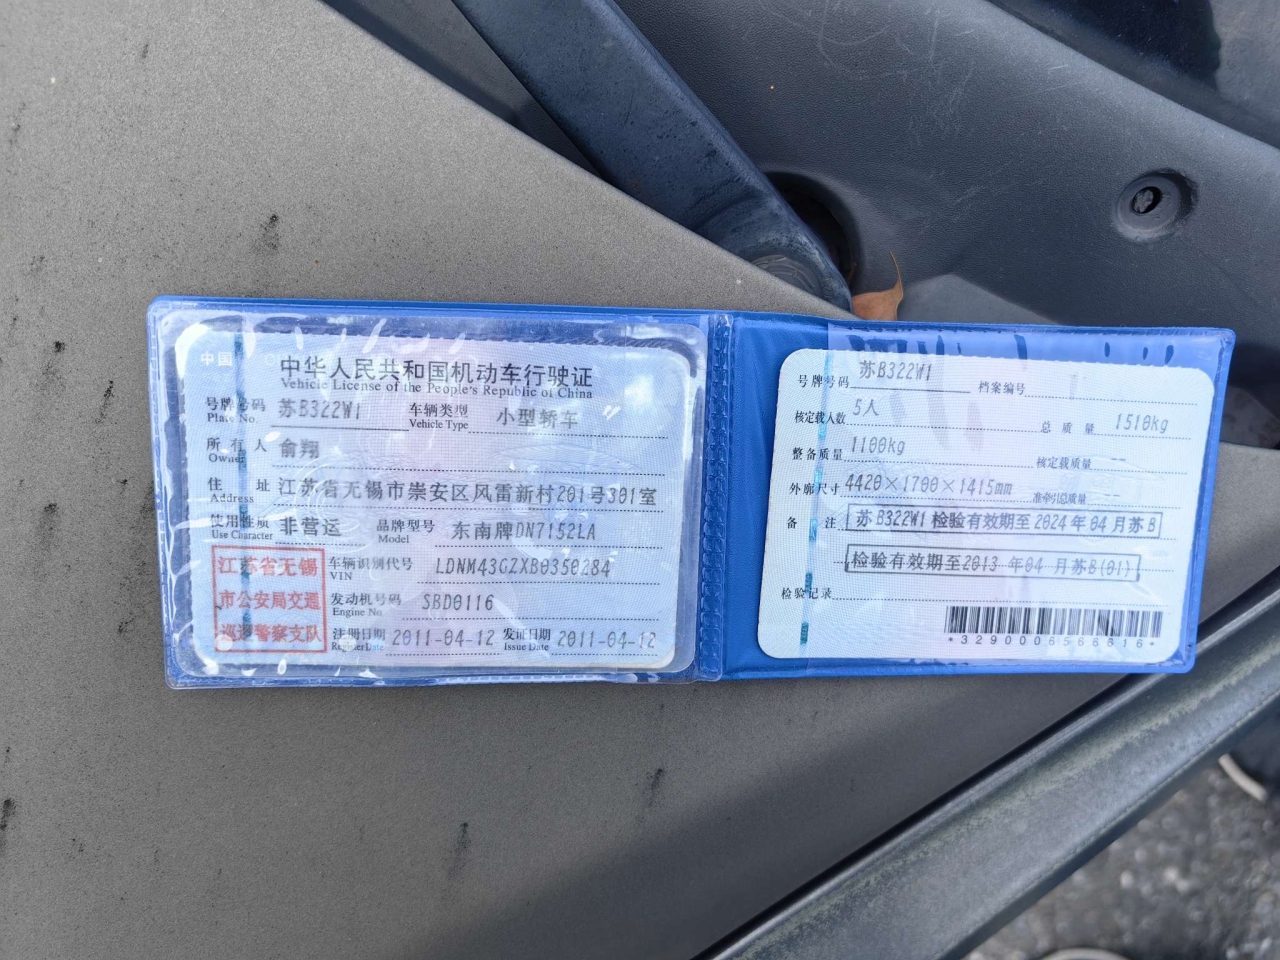 中国
中华人民共和国机动车行驶证
Vehicle License of the People's Republic of China
号牌号码 苏B322W1 车辆类型 小型轿车
Plate No. Vehicle Type
所有人 俞翔
Owner
住址 江苏省无锡市崇安区风雷新村201号301室
Address
使用性质 非营运 品牌型号 东南牌DN7152LA
Use Character Model
江苏省无锡
市公安局交通
巡逻警察支队
车辆识别代号 LDNM43GZXB0350284
VIN
发动机号码 SBD0116
Engine No.
注册日期 2011-04-12 发证日期 2011-04-12
Register Date Issue Date
号牌号码 苏B322W1 档案编号
核定载人数 5人 总质量 1510kg
整备质量 1100kg 核定载质量 --
外廓尺寸 4420×1700×1415mm 准牵引总质量 --
备注 苏B322W1 检验有效期至2024年04月苏B
检验有效期至2013年04月苏B(01)
检验记录
*3290006566616*